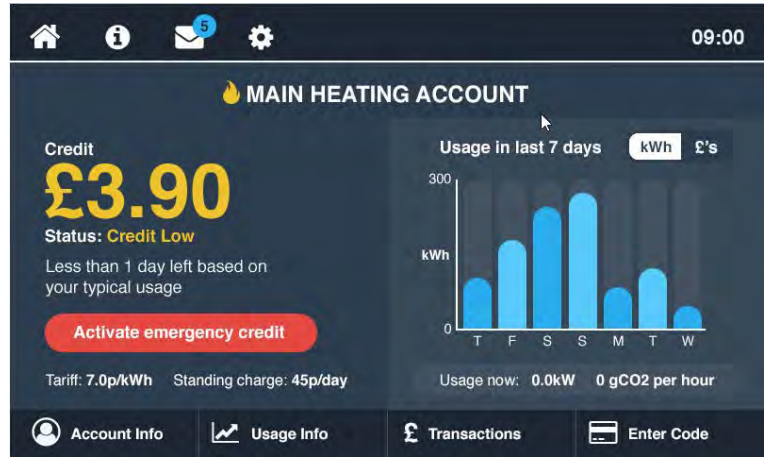 5
09:00
MAIN HEATING ACCOUNT
Credit
£3.90
Status: Credit Low
Less than 1 day left based on
your typical usage
Activate emergency credit
Tariff: 7.0p/kWh Standing charge: 45p/day
Usage in last 7 days kWh £'s
300
kWh
0
T F S S M T W
Usage now: 0.0kW 0 gCO2 per hour
Account Info Usage Info £ Transactions Enter Code